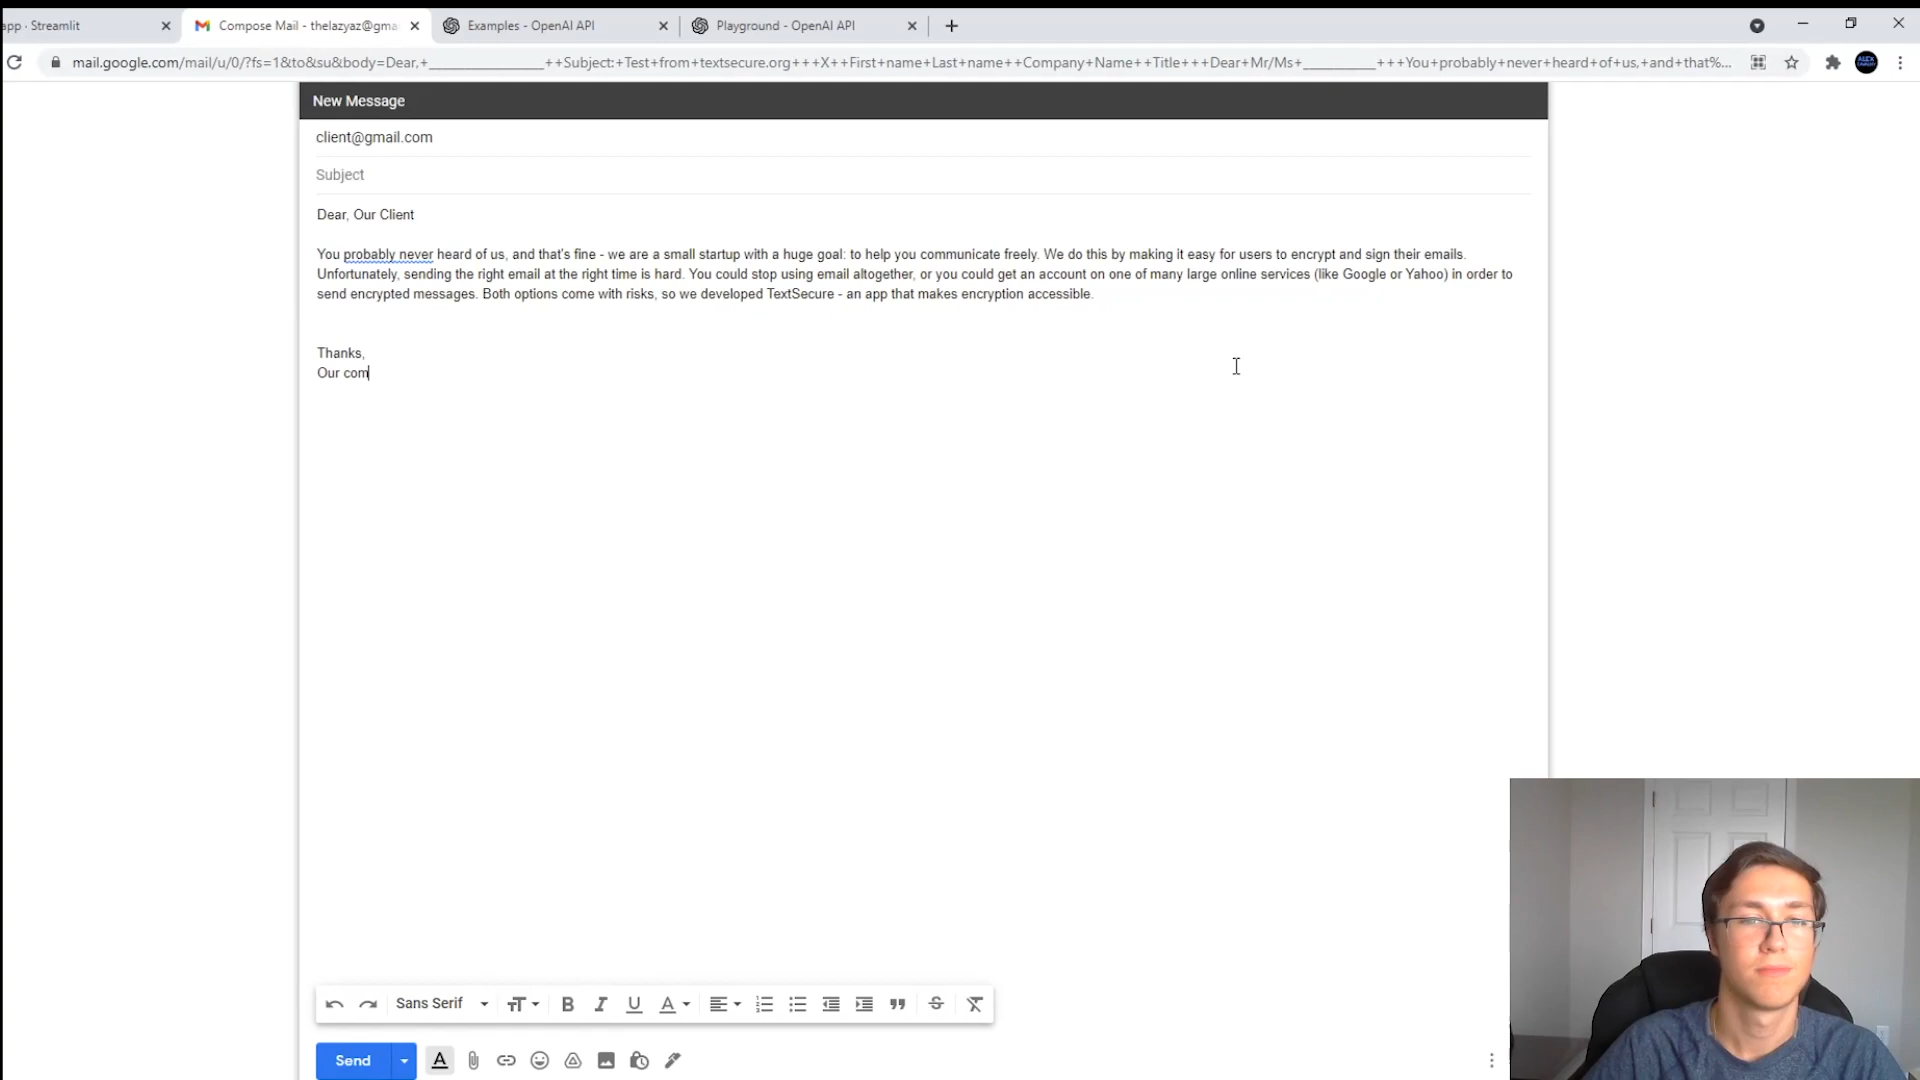 app · Streamlit
Compose Mail - thelazyaz@gma
Examples - OpenAI API
Playground - OpenAI API
mail.google.com/mail/u/0/?fs=1&to&su&body=Dear,+________________++Subject:+Test+from+textsecure.org+++X++First+name+Last+name++Company+Name++Title+++Dear+Mr/Ms+__________+++You+probably+never+heard+of+us,+and+that%...
New Message
client@gmail.com
Subject
Dear, Our Client
You probably never heard of us, and that's fine - we are a small startup with a huge goal: to help you communicate freely. We do this by making it easy for users to encrypt and sign their emails.
Unfortunately, sending the right email at the right time is hard. You could stop using email altogether, or you could get an account on one of many large online services (like Google or Yahoo) in order to
send encrypted messages. Both options come with risks, so we developed TextSecure - an app that makes encryption accessible.
Thanks,
Our com
Sans Serif
Send